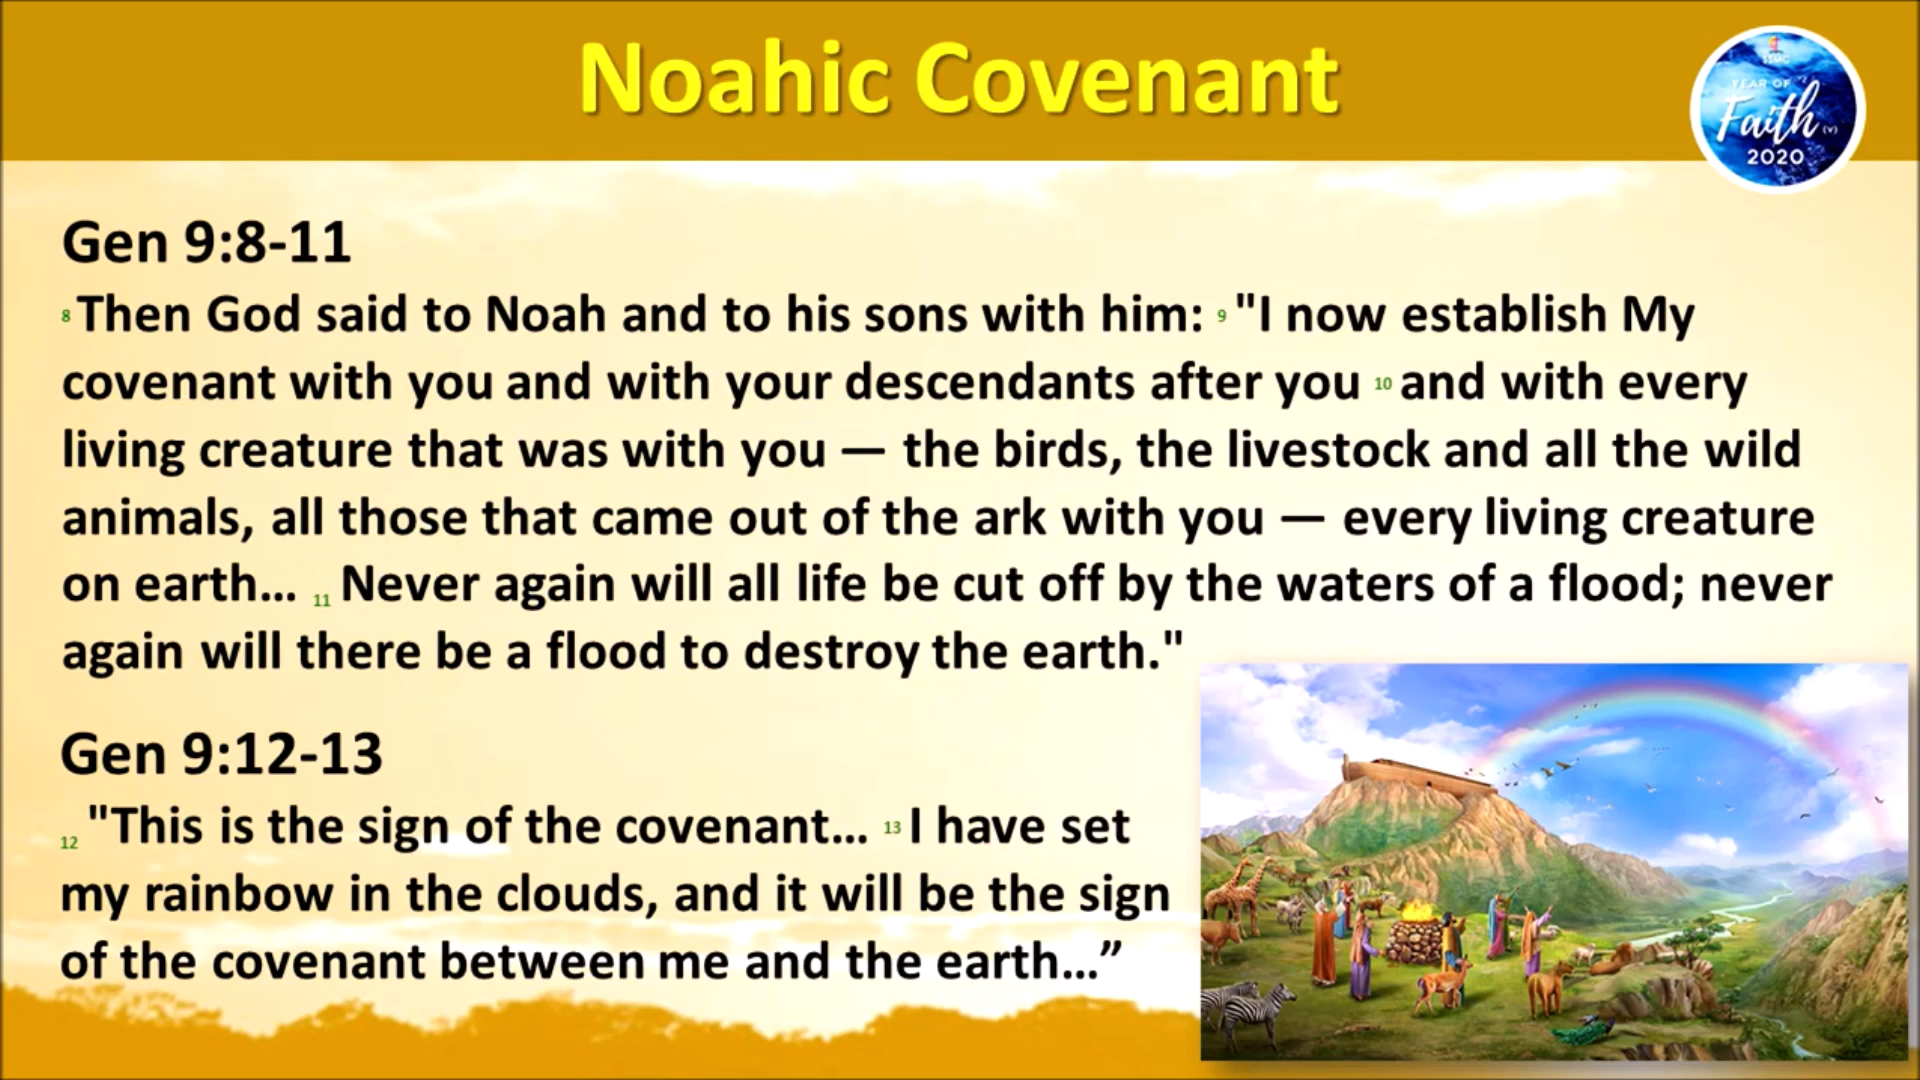 Noahic Covenant
YEAR OF
Faith (v)
2020
Gen 9:8-11
8 Then God said to Noah and to his sons with him: 9 "I now establish My
covenant with you and with your descendants after you 10 and with every
living creature that was with you — the birds, the livestock and all the wild
animals, all those that came out of the ark with you — every living creature
on earth... 11 Never again will all life be cut off by the waters of a flood; never
again will there be a flood to destroy the earth."
Gen 9:12-13
12 "This is the sign of the covenant... 13 I have set
my rainbow in the clouds, and it will be the sign
of the covenant between me and the earth...”